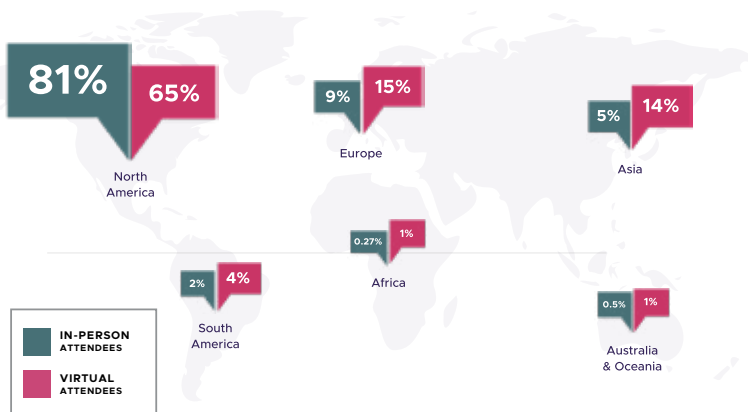 81%
65%
North
America
9%
15%
Europe
5%
14%
Asia
0.27%
1%
Africa
2%
4%
South
America
0.5%
1%
Australia
& Oceania
IN-PERSON
ATTENDEES
VIRTUAL
ATTENDEES